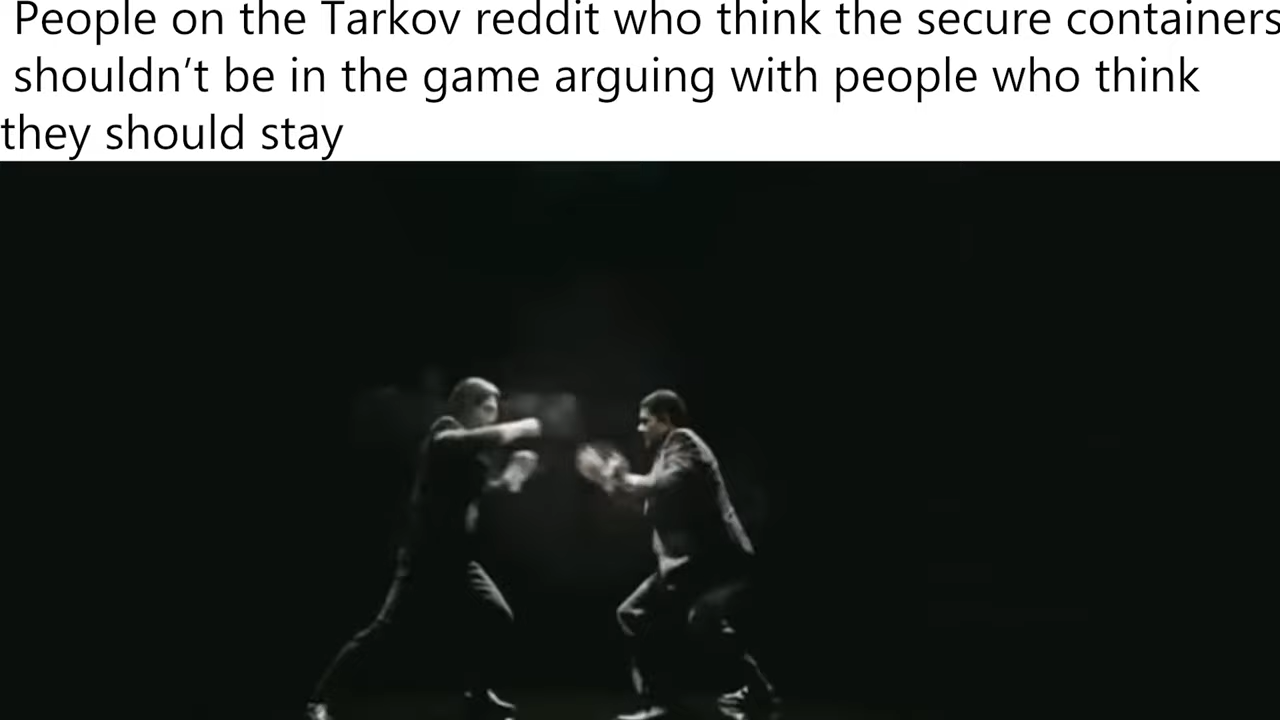 People on the Tarkov reddit who think the secure containers
shouldn’t be in the game arguing with people who think
they should stay